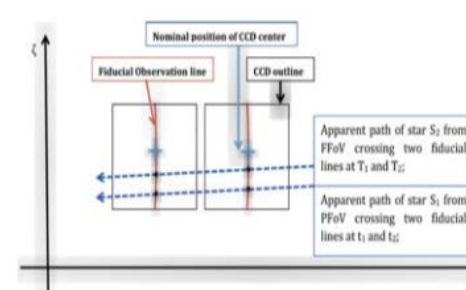 Nominal position of CCD center
Fiducial Observation line
CCD outline
ζ
Apparent path of star S₂ from
FFoV crossing two fiducial
lines at T₁ and T₂;
Apparent path of star S₁ from
PFoV crossing two fiducial
lines at t₁ and t₂;